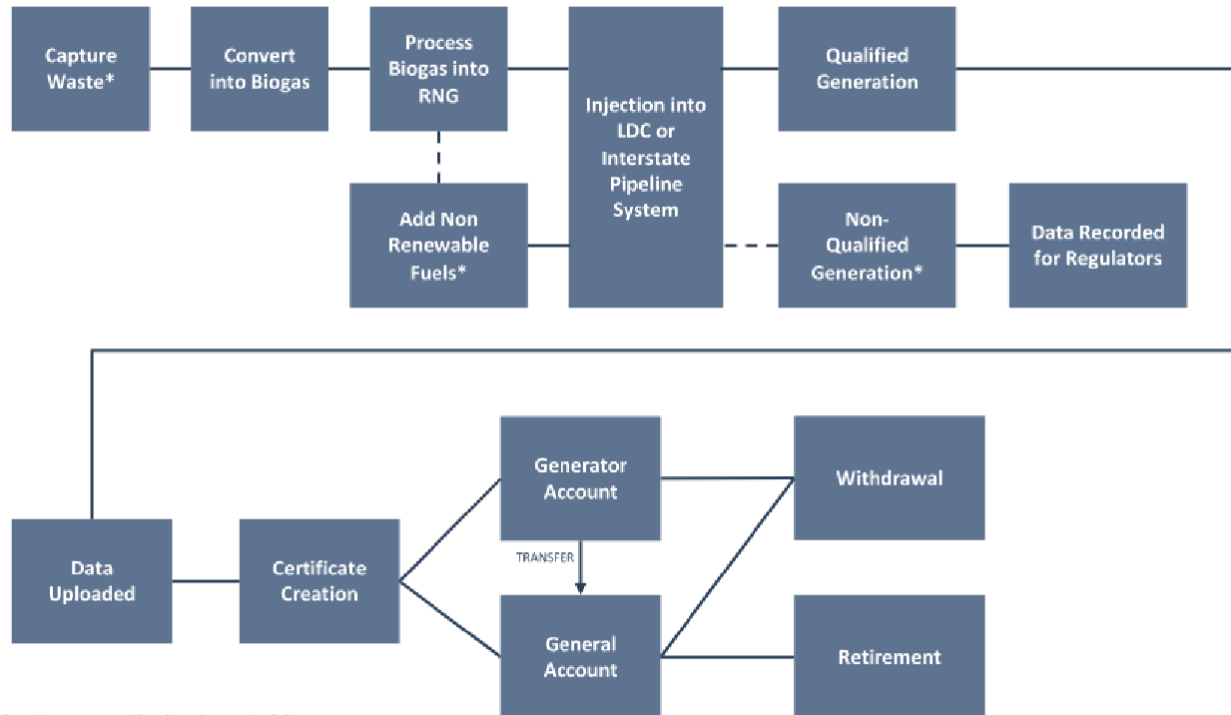 Capture
Waste*
Convert
into Biogas
Process
Biogas into
RNG
Injection into
LDC or
Interstate
Pipeline
System
Qualified
Generation
Add Non
Renewable
Fuels*
Non-
Qualified
Generation*
Data Recorded
for Regulators
Data
Uploaded
Certificate
Creation
Generator
Account
TRANSFER
General
Account
Withdrawal
Retirement